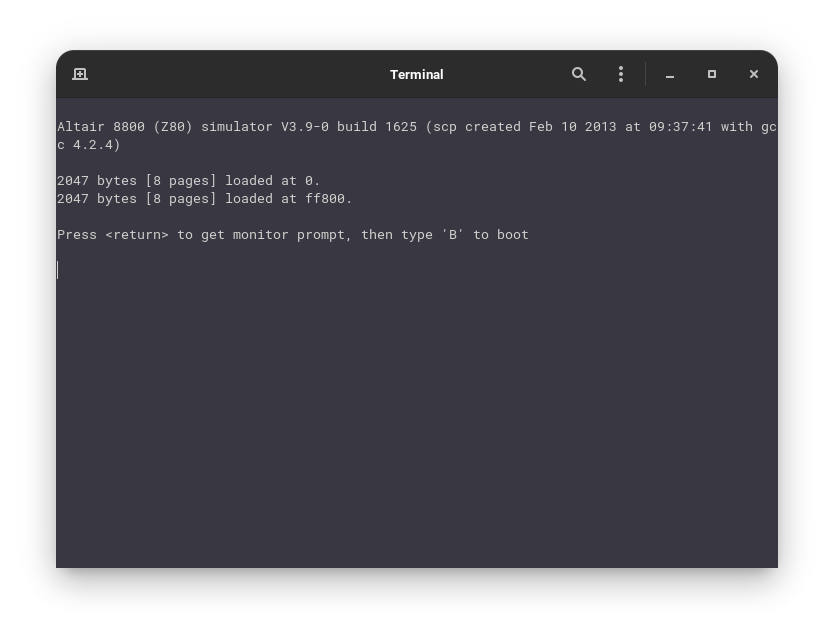 Terminal
Altair 8800 (Z80) simulator V3.9-0 build 1625 (scp created Feb 10 2013 at 09:37:41 with gc
c 4.2.4)
2047 bytes [8 pages] loaded at 0.
2047 bytes [8 pages] loaded at ff800.
Press <return> to get monitor prompt, then type 'B' to boot